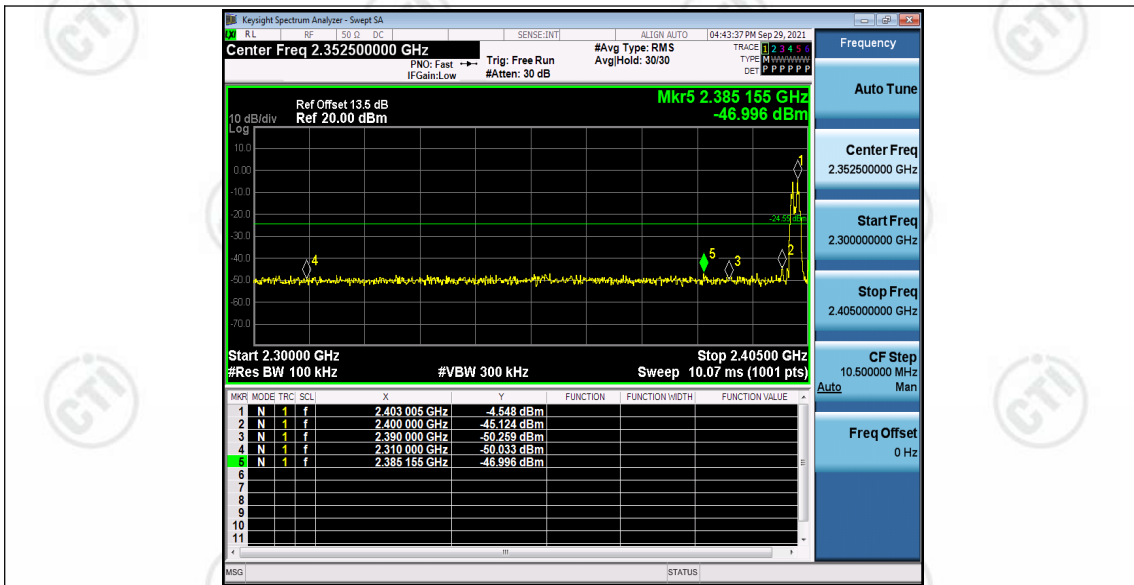 Keysight Spectrum Analyzer - Swept SA
LXI RL RF 50 Ω DC SENSE:INT ALIGN AUTO 04:43:37 PM Sep 29, 2021
Center Freq 2.352500000 GHz
PNO: Fast
IFGain:Low
Trig: Free Run
#Atten: 30 dB
#Avg Type: RMS
Avg|Hold: 30/30
TRACE 1 2 3 4 5 6
TYPE M W W W W W
DET P P P P P P
Frequency
Mkr5 2.385 155 GHz
-46.996 dBm
Ref Offset 13.5 dB
10 dB/div Ref 20.00 dBm
Log
10.0
0.00
-10.0
-20.0
-30.0
-40.0
-50.0
-60.0
-70.0
1
-24.55 dBm
2
3
4
5
Start 2.30000 GHz Stop 2.40500 GHz
#Res BW 100 kHz #VBW 300 kHz Sweep 10.07 ms (1001 pts)
MKR MODE TRC SCL X Y FUNCTION FUNCTION WIDTH FUNCTION VALUE
1 N 1 f 2.403 005 GHz -4.548 dBm
2 N 1 f 2.400 000 GHz -45.124 dBm
3 N 1 f 2.390 000 GHz -50.259 dBm
4 N 1 f 2.310 000 GHz -50.033 dBm
5 N 1 f 2.385 155 GHz -46.996 dBm
6
7
8
9
10
11
MSG STATUS
Auto Tune
Center Freq
2.352500000 GHz
Start Freq
2.300000000 GHz
Stop Freq
2.405000000 GHz
CF Step
10.500000 MHz
Auto Man
Freq Offset
0 Hz
CTI
CTI